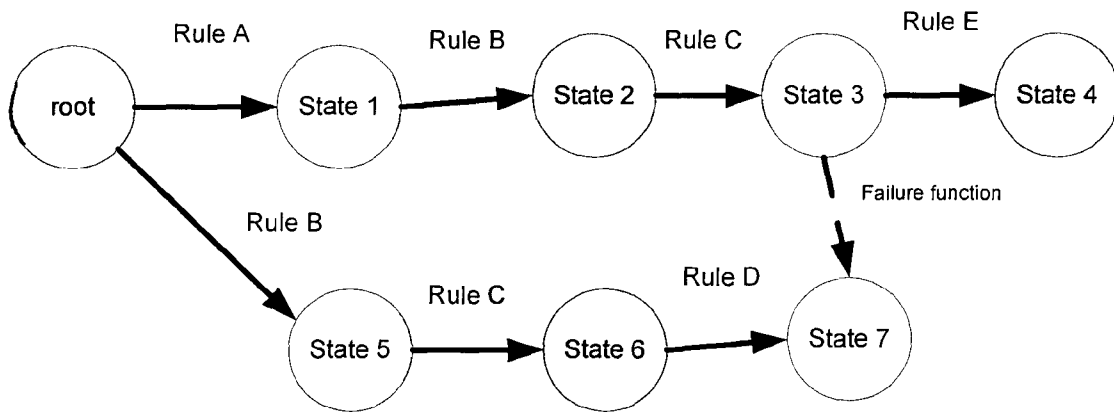 Rule A
Rule B
Rule C
Rule E
root
State 1
State 2
State 3
State 4
Failure function
Rule B
Rule C
Rule D
State 5
State 6
State 7